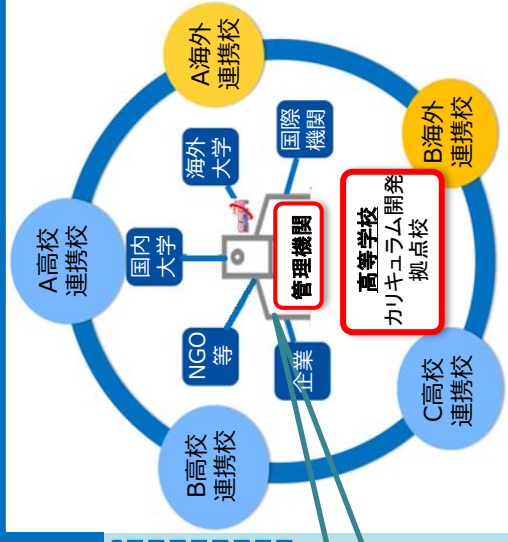 A高校
連携校
A海外
連携校
B高校
連携校
国内
大学
海外
大学
NGO
等
国際
機関
企業
管理機関
高等学校
カリキュラム開発
拠点校
B海外
連携校
C高校
連携校